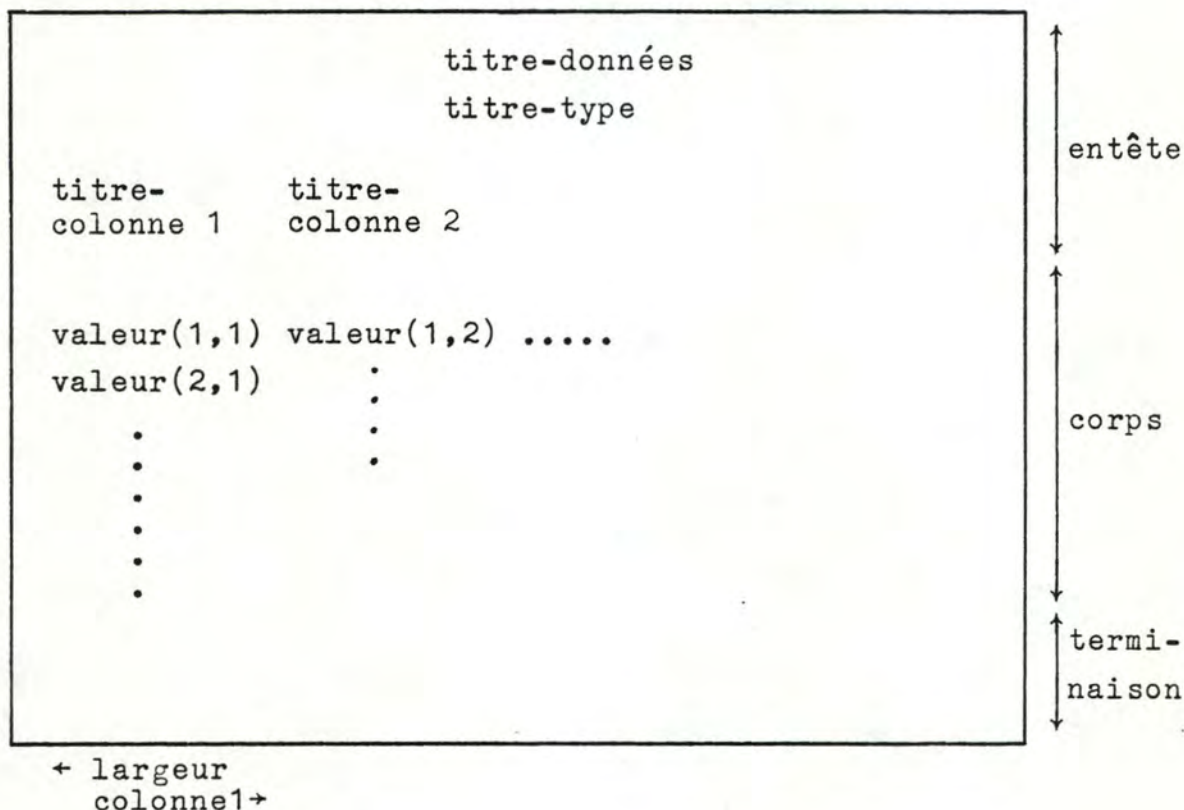 titre-données
titre-type
entête
titre- titre-
colonne 1 colonne 2
valeur(1,1) valeur(1,2) .....
valeur(2,1)
corps
termi-
naison
← largeur
colonne1→